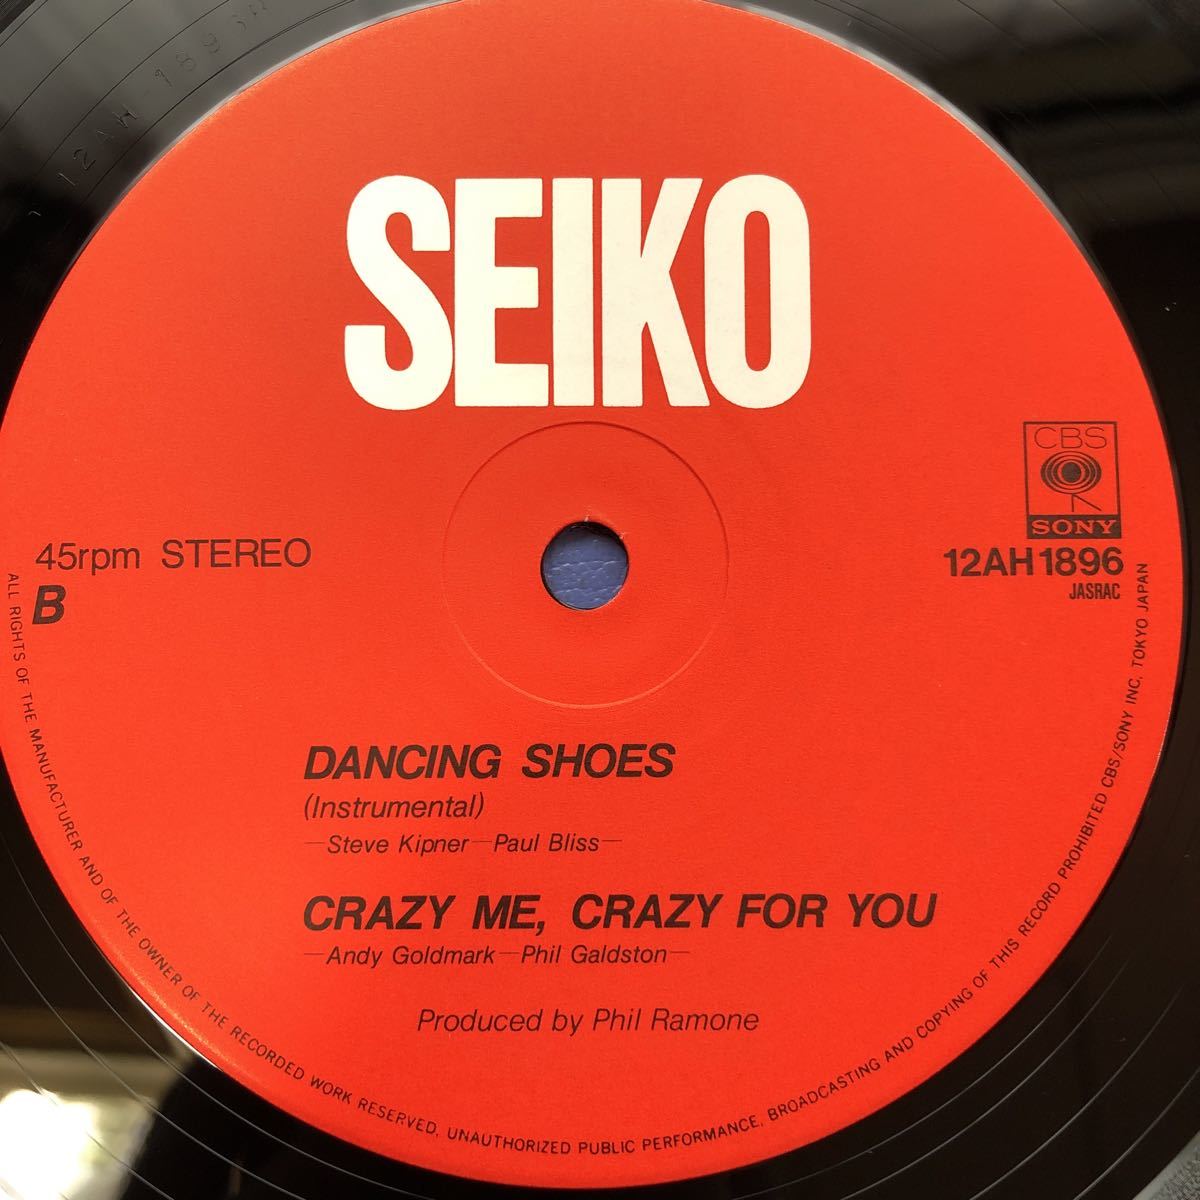 12AH-1896
SEIKO
CBS
SONY
45rpm STEREO
B
12AH 1896
JASRAC
DANCING SHOES
(Instrumental)
—Steve Kipner—Paul Bliss—
CRAZY ME, CRAZY FOR YOU
—Andy Goldmark—Phil Galdston—
Produced by Phil Ramone
ALL RIGHTS OF THE MANUFACTURER AND OF THE OWNER OF THE RECORDED WORK RESERVED. UNAUTHORIZED PUBLIC PERFORMANCE, BROADCASTING AND COPYING OF THIS RECORD PROHIBITED CBS/SONY INC. TOKYO JAPAN